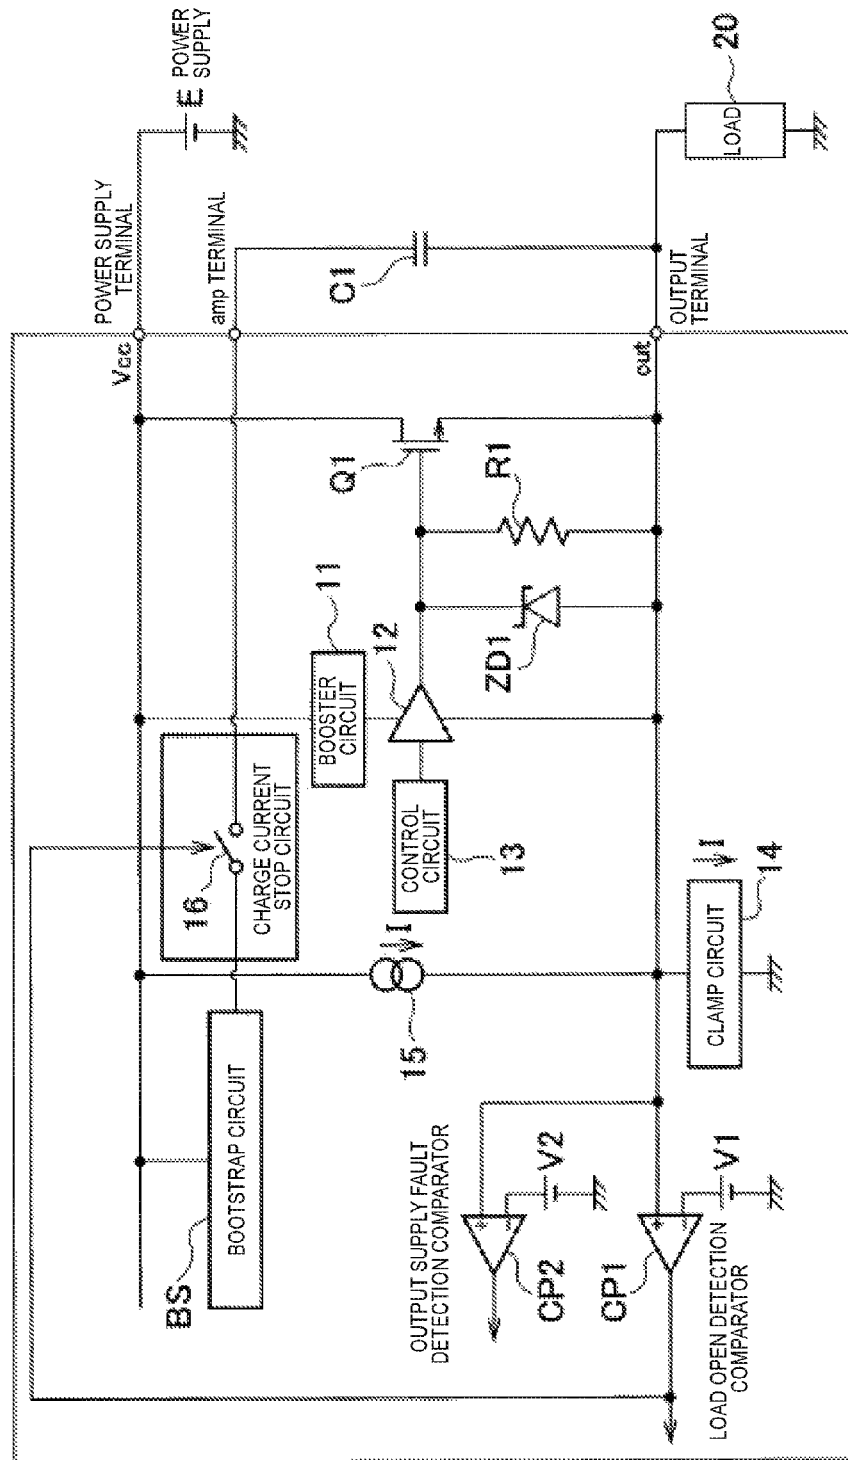 POWER SUPPLY
TERMINAL
Vcc
E
POWER
SUPPLY
amp TERMINAL
C1
OUTPUT
TERMINAL
out
LOAD
20
Q1
R1
ZD1
BOOSTER
CIRCUIT
11
12
CONTROL
CIRCUIT
13
16
CHARGE CURRENT
STOP CIRCUIT
I
15
CLAMP CIRCUIT
I
14
BOOTSTRAP CIRCUIT
BS
OUTPUT SUPPLY FAULT
DETECTION COMPARATOR
+
−
V2
CP2
+
−
V1
CP1
LOAD OPEN DETECTION
COMPARATOR